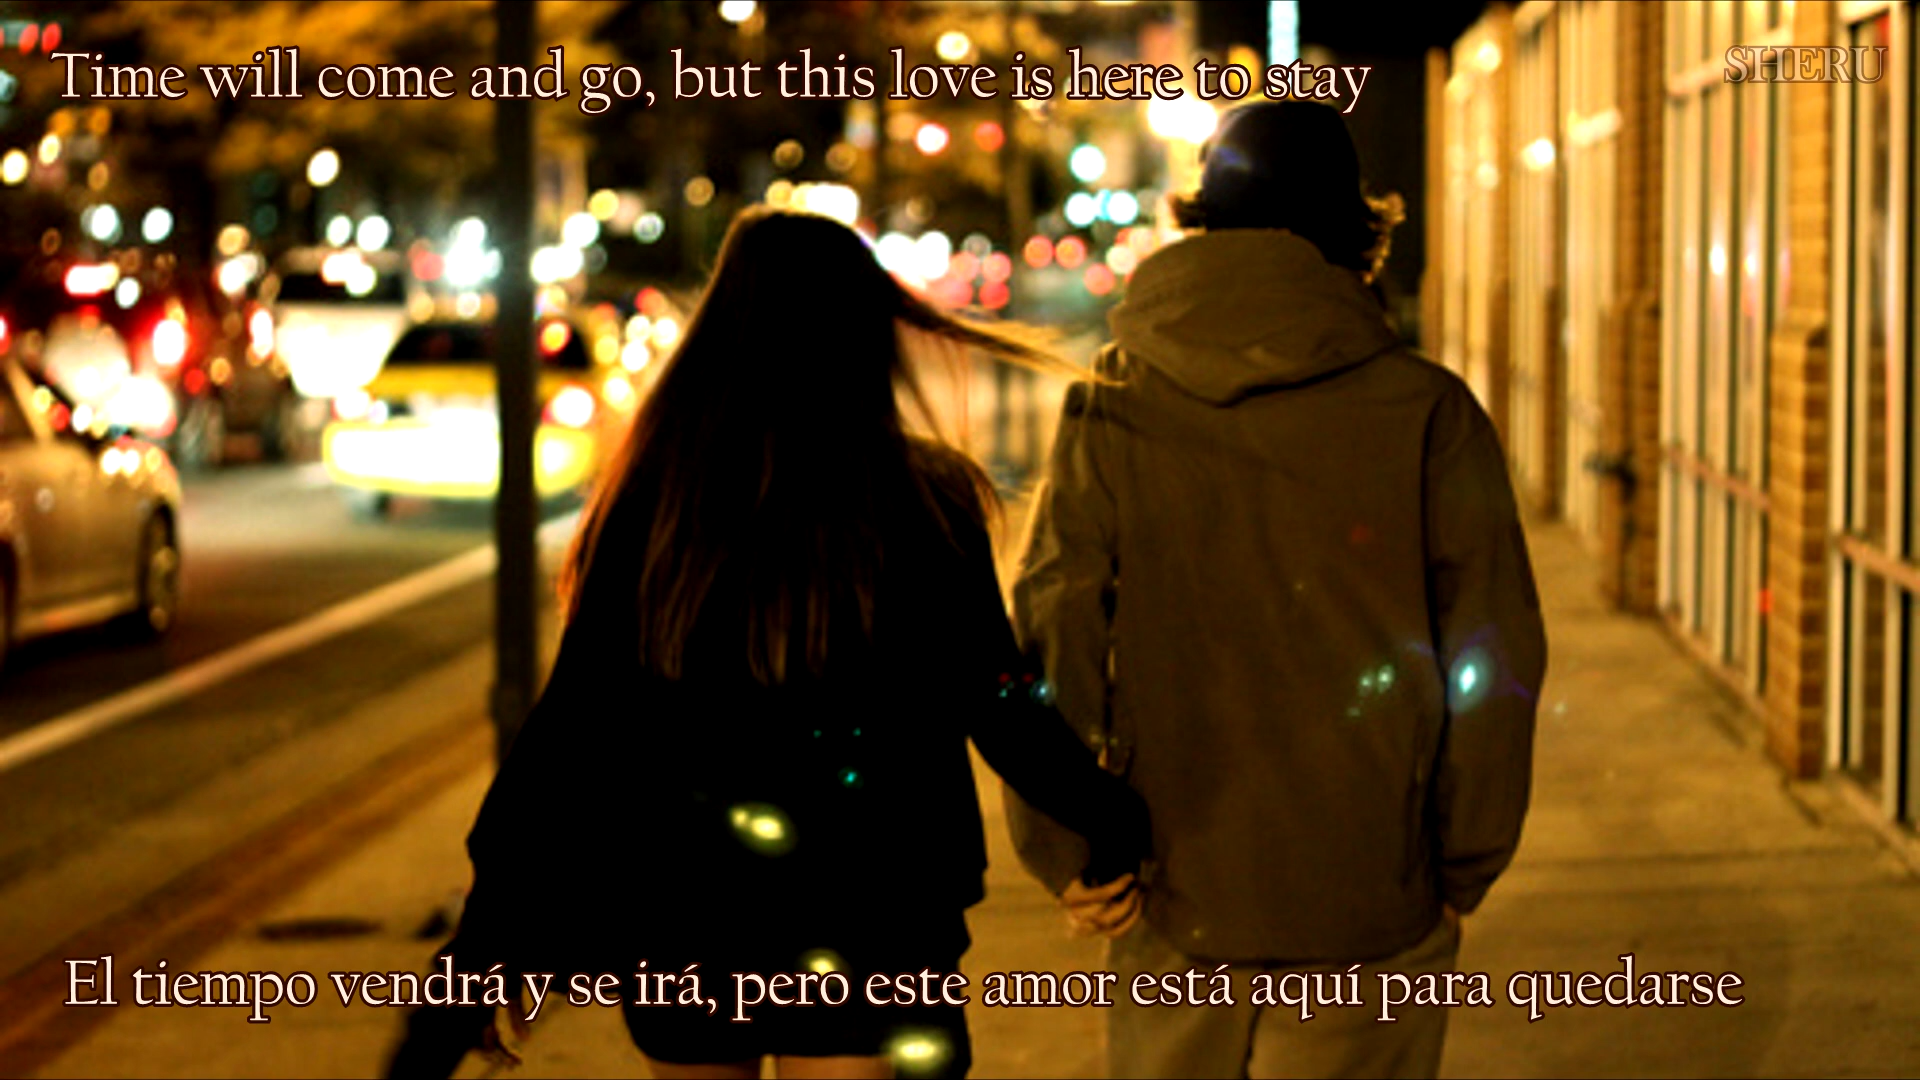 Time will come and go, but this love is here to stay
SHERU
El tiempo vendrá y se irá, pero este amor está aquí para quedarse